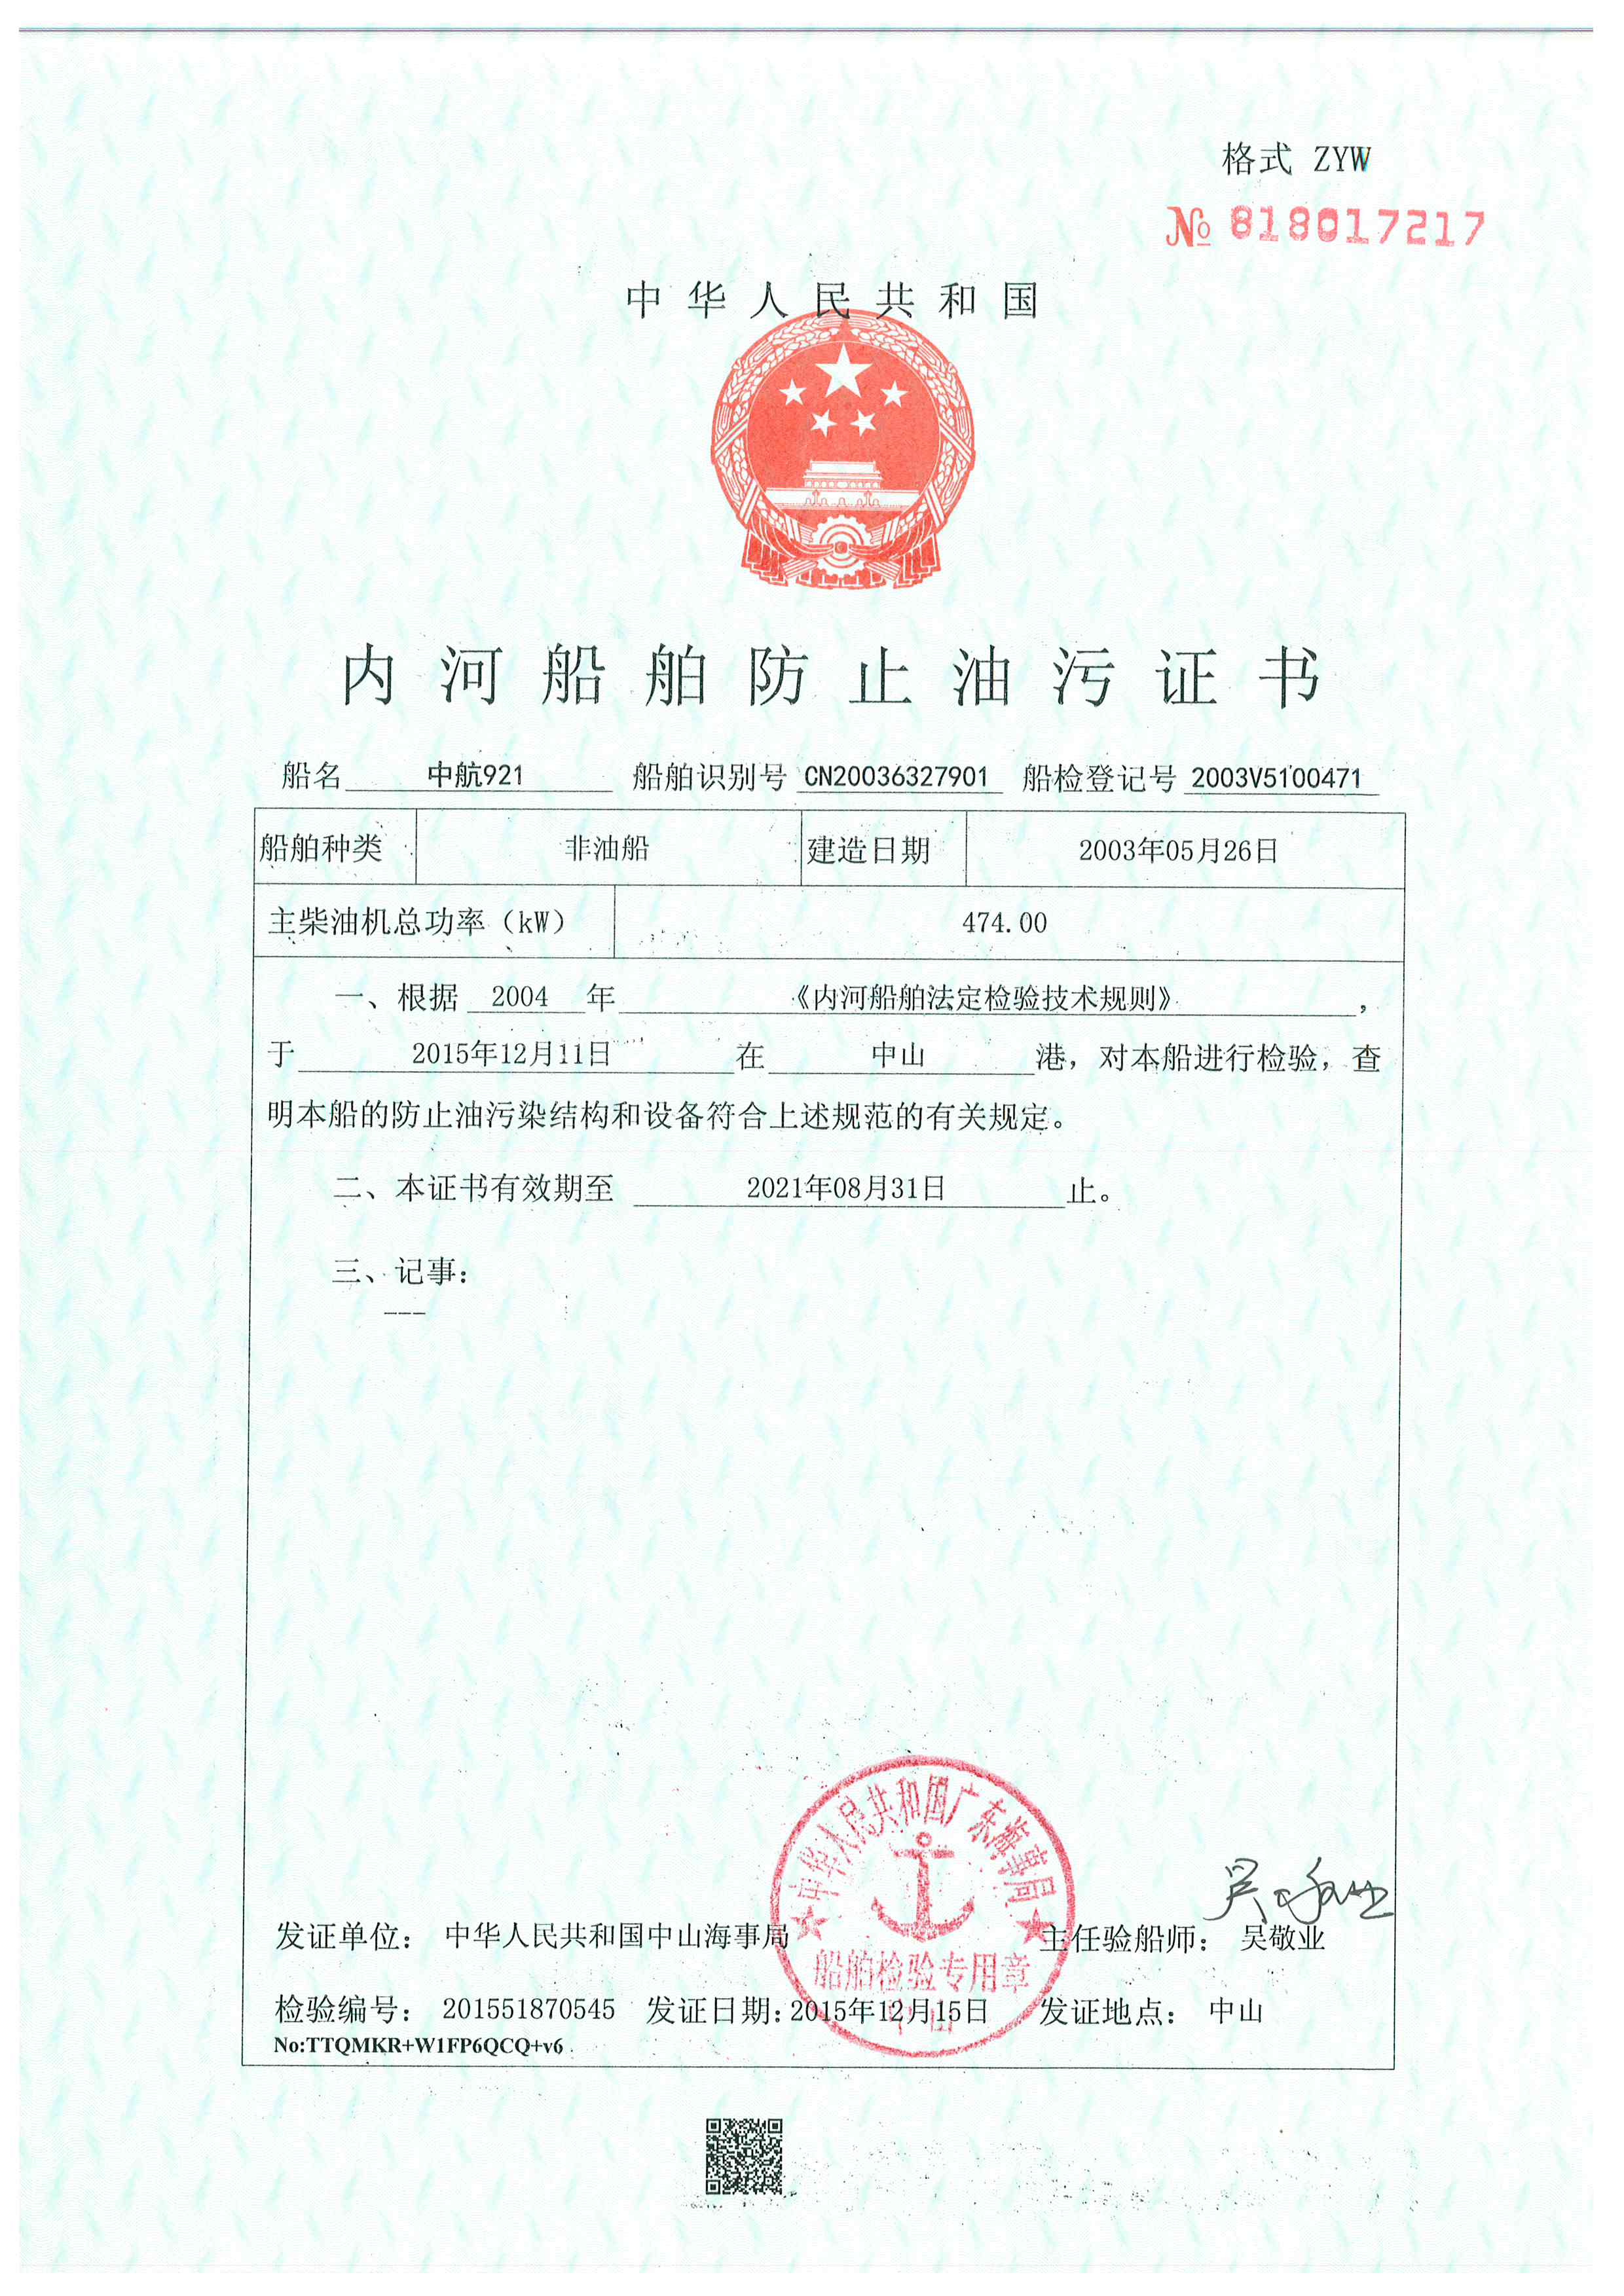 格式 ZYW
№ 818017217
中华人民共和国
内河船舶防止油污证书
船名 中航921 船舶识别号 CN20036327901 船检登记号 2003V5100471
船舶种类 非油船 建造日期 2003年05月26日
主柴油机总功率（kW） 474.00
一、根据 2004 年 《内河船舶法定检验技术规则》 ，
于 2015年12月11日 在 中山 港，对本船进行检验，查
明本船的防止油污染结构和设备符合上述规范的有关规定。
二、本证书有效期至 2021年08月31日 止。
三、记事：
---
中华人民共和国广东海事局
船舶检验专用章
中山
吴敬业
发证单位： 中华人民共和国中山海事局 主任验船师： 吴敬业
检验编号： 201551870545 发证日期：2015年12月15日 发证地点： 中山
No:TTQMKR+W1FP6QCQ+v6